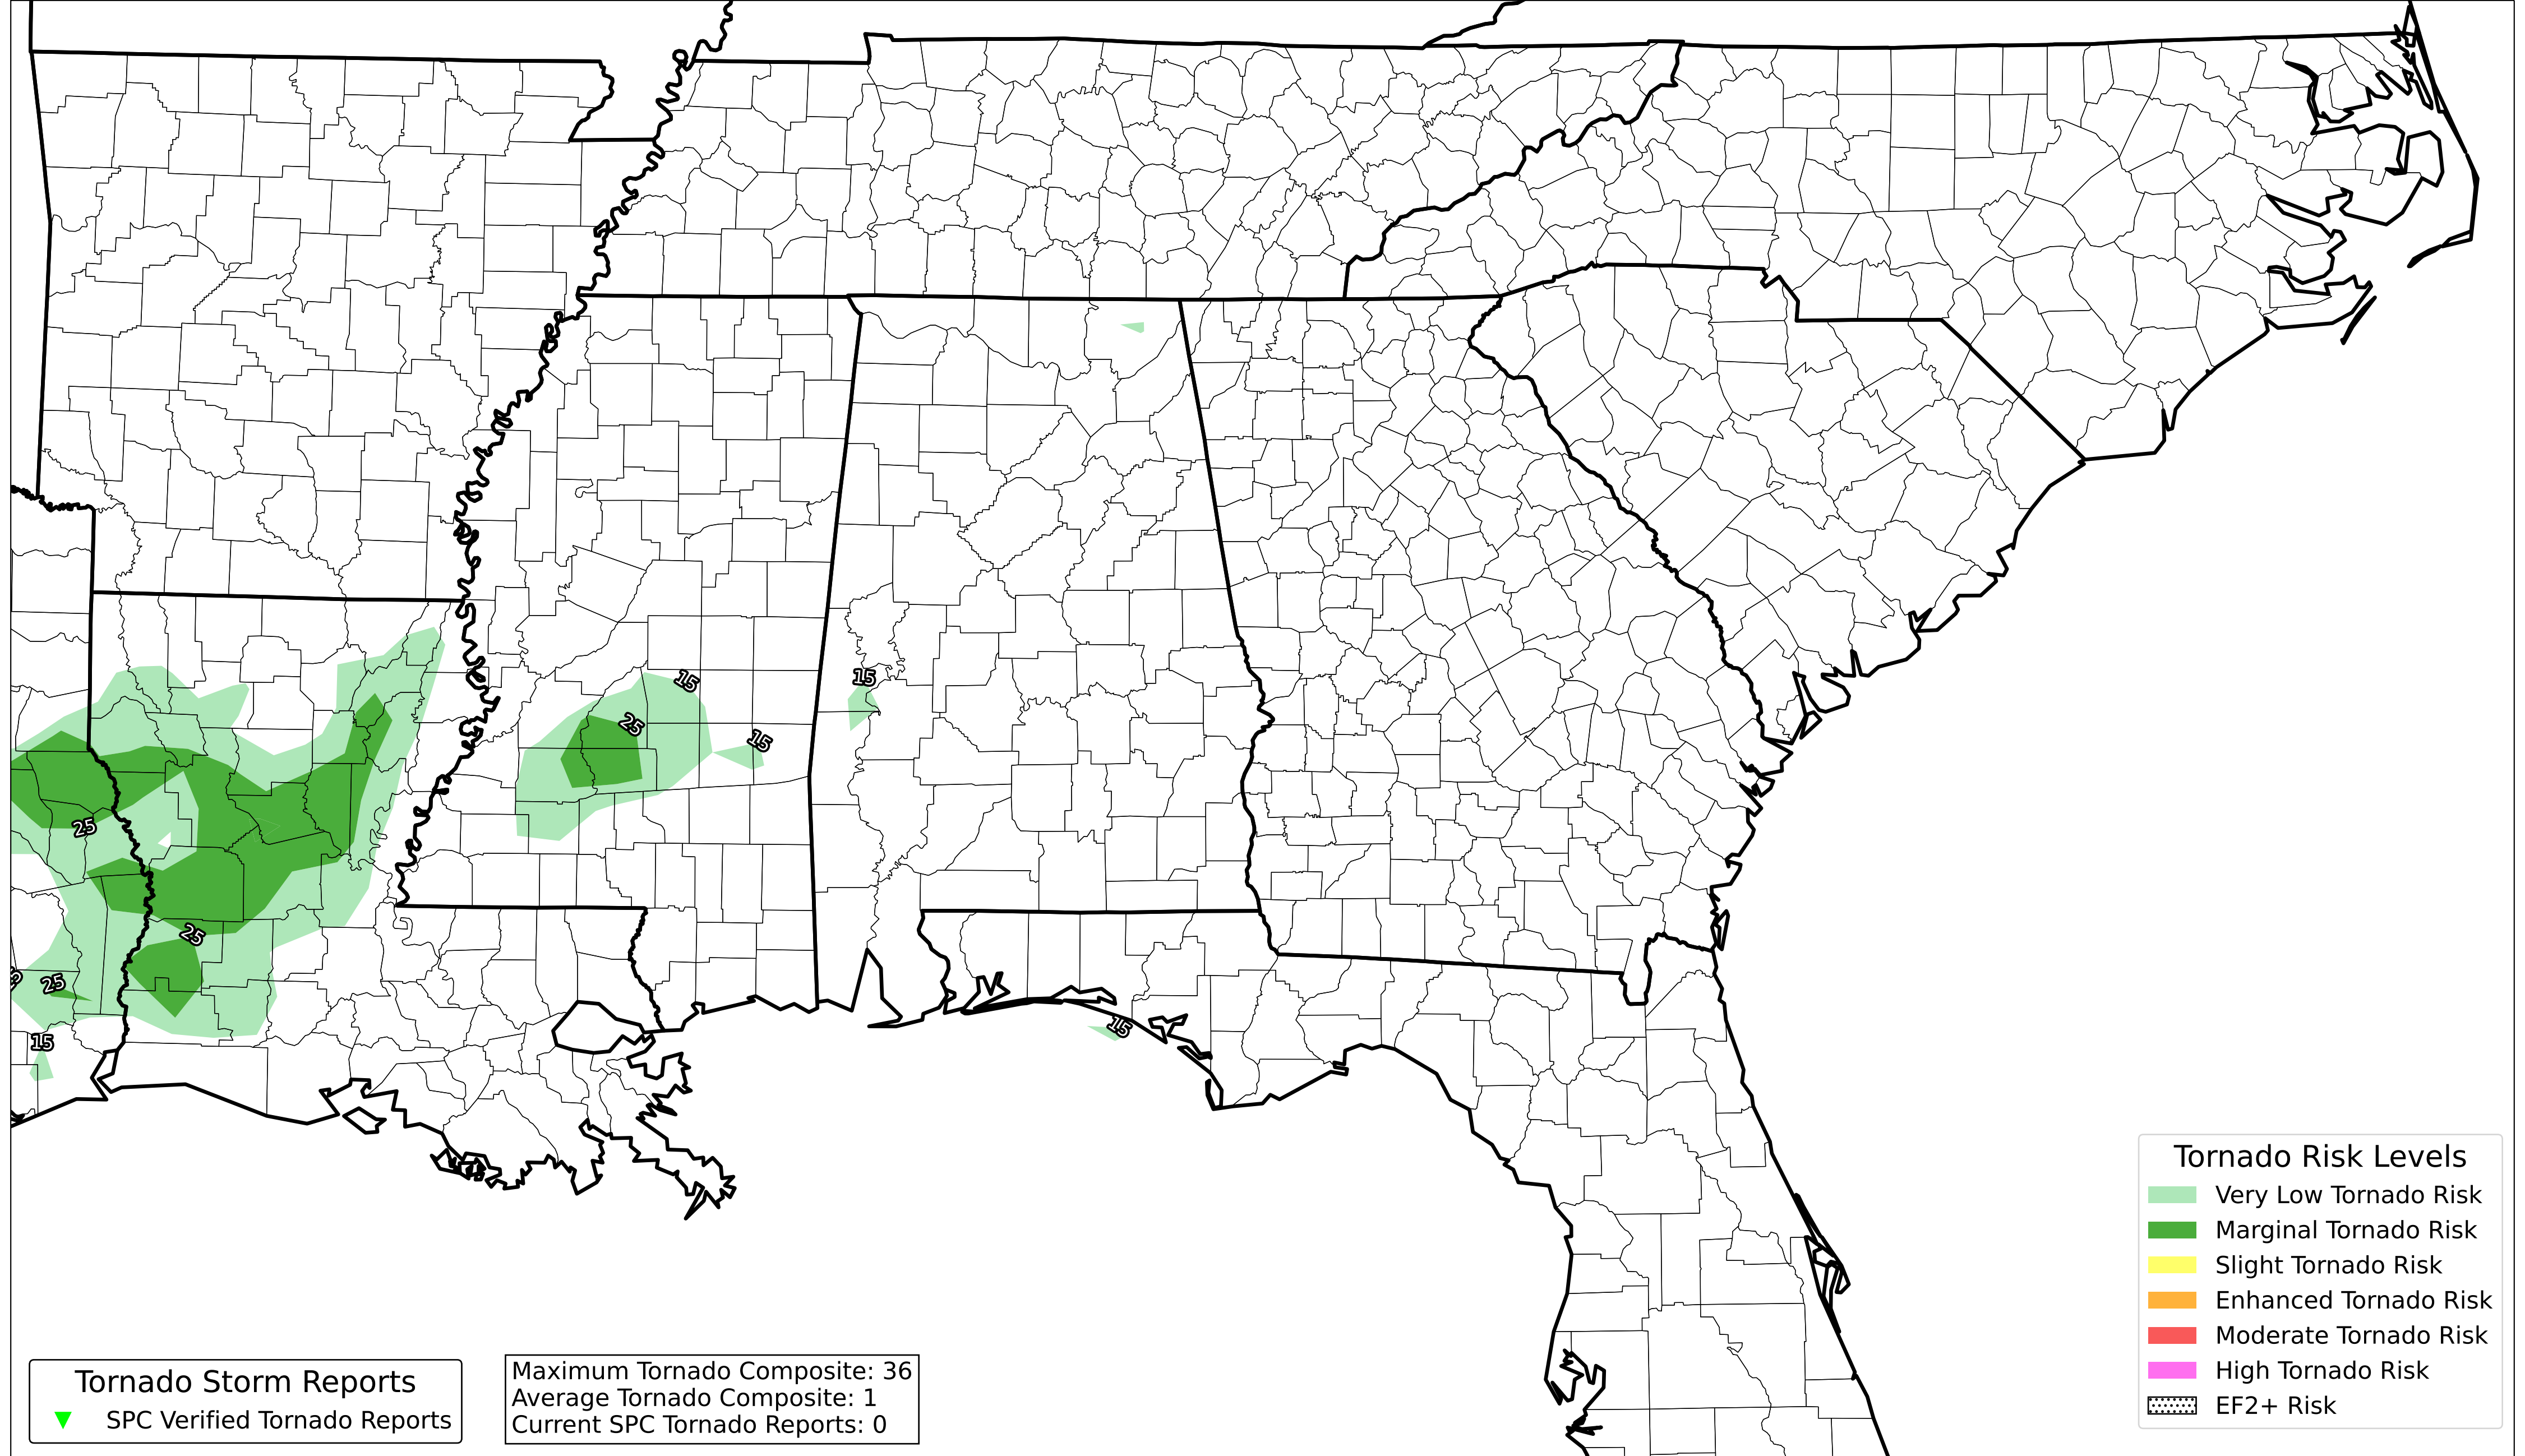 15
15
25
15
25
25
25
15
15
Tornado Risk Levels
Very Low Tornado Risk
Marginal Tornado Risk
Slight Tornado Risk
Enhanced Tornado Risk
Moderate Tornado Risk
High Tornado Risk
EF2+ Risk
Tornado Storm Reports
SPC Verified Tornado Reports
Maximum Tornado Composite: 36
Average Tornado Composite: 1
Current SPC Tornado Reports: 0